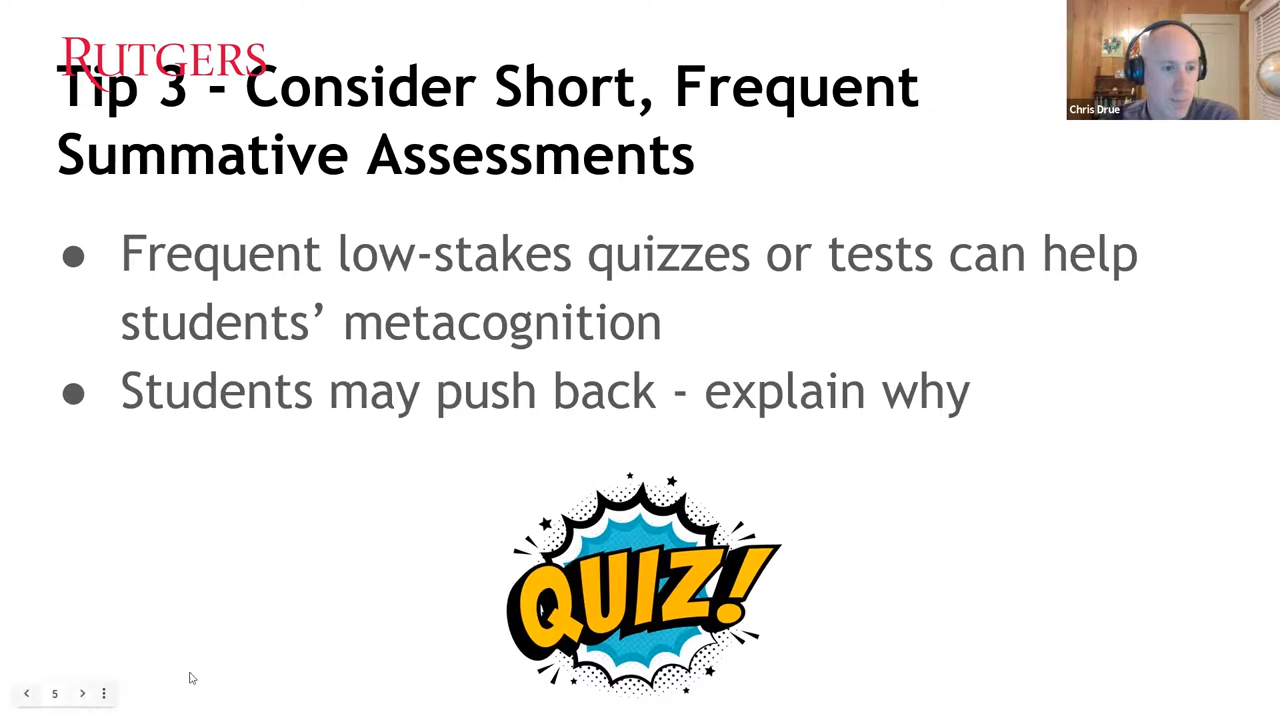 RUTGERS
Tip 3 - Consider Short, Frequent
Summative Assessments
● Frequent low-stakes quizzes or tests can help
students’ metacognition
● Students may push back - explain why
QUIZ!
Chris Drue
5